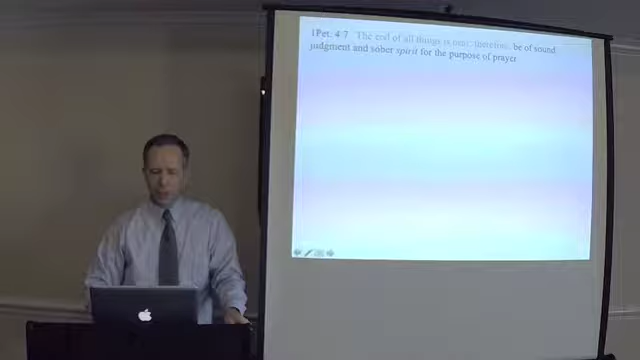 1Pet. 4:7 The end of all things is near; therefore, be of sound
judgment and sober spirit for the purpose of prayer